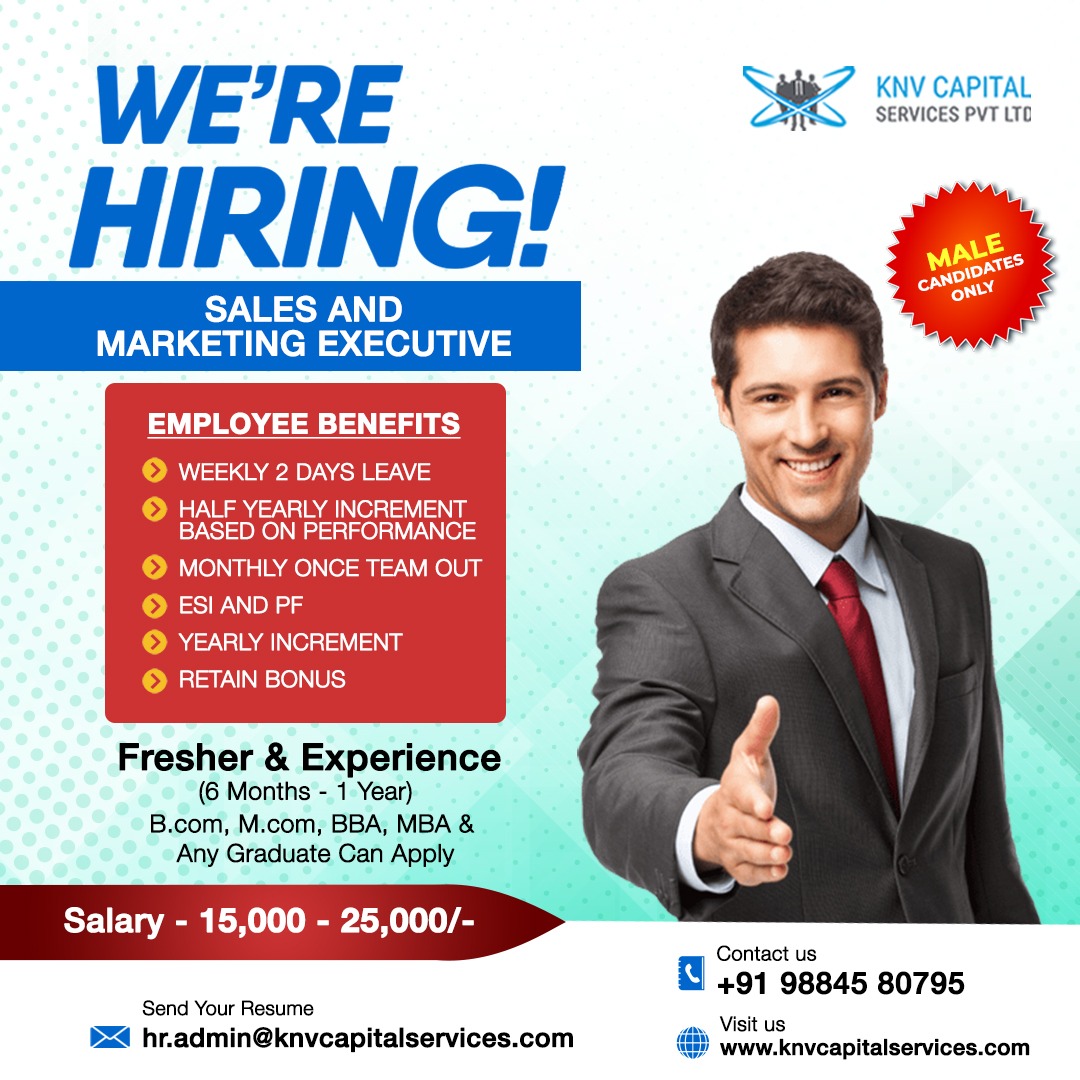 WE'RE
HIRING!
KNV CAPITAL
SERVICES PVT LTD
MALE
CANDIDATES
ONLY
SALES AND
MARKETING EXECUTIVE
EMPLOYEE BENEFITS
WEEKLY 2 DAYS LEAVE
HALF YEARLY INCREMENT
BASED ON PERFORMANCE
MONTHLY ONCE TEAM OUT
ESI AND PF
YEARLY INCREMENT
RETAIN BONUS
Fresher & Experience
(6 Months - 1 Year)
B.com, M.com, BBA, MBA &
Any Graduate Can Apply
Salary - 15,000 - 25,000/-
Send Your Resume
hr.admin@knvcapitalservices.com
Contact us
+91 98845 80795
Visit us
www.knvcapitalservices.com